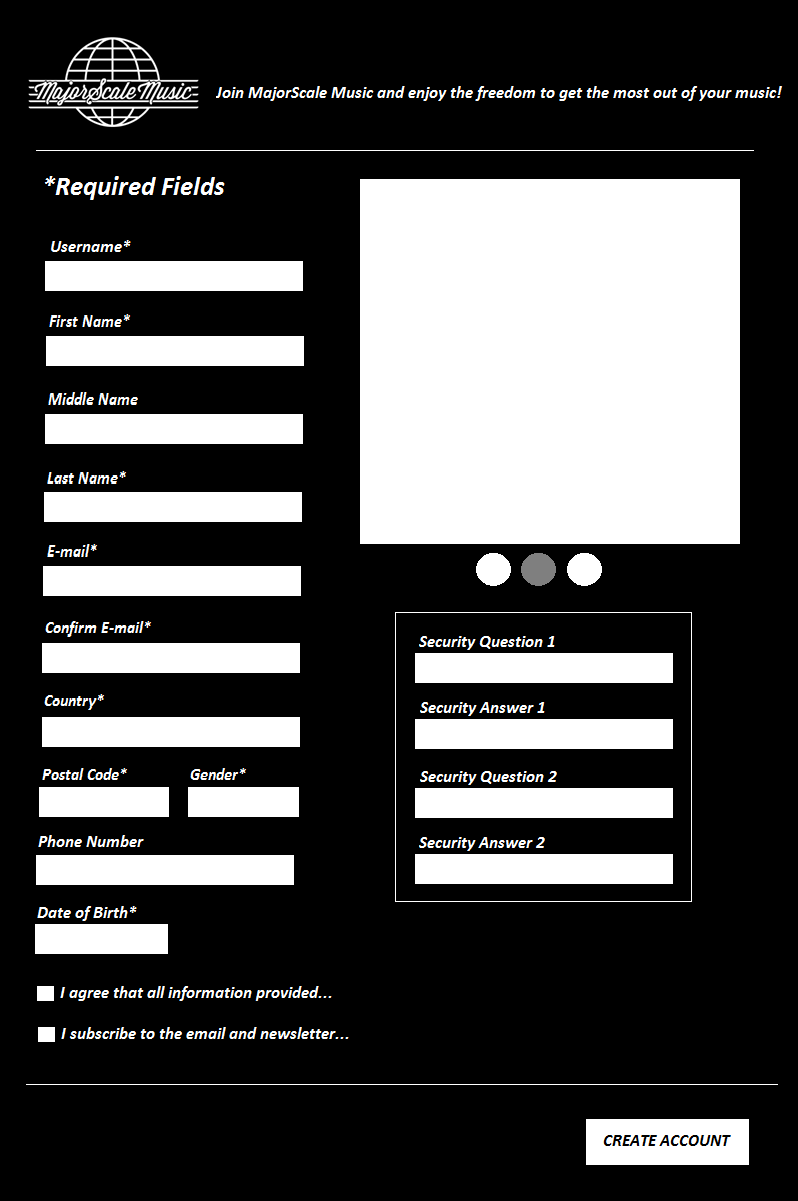 MajorScale Music
Join MajorScale Music and enjoy the freedom to get the most out of your music!
*Required Fields
Username*
First Name*
Middle Name
Last Name*
E-mail*
Confirm E-mail*
Country*
Postal Code* Gender*
Phone Number
Date of Birth*
Security Question 1
Security Answer 1
Security Question 2
Security Answer 2
I agree that all information provided...
I subscribe to the email and newsletter...
CREATE ACCOUNT